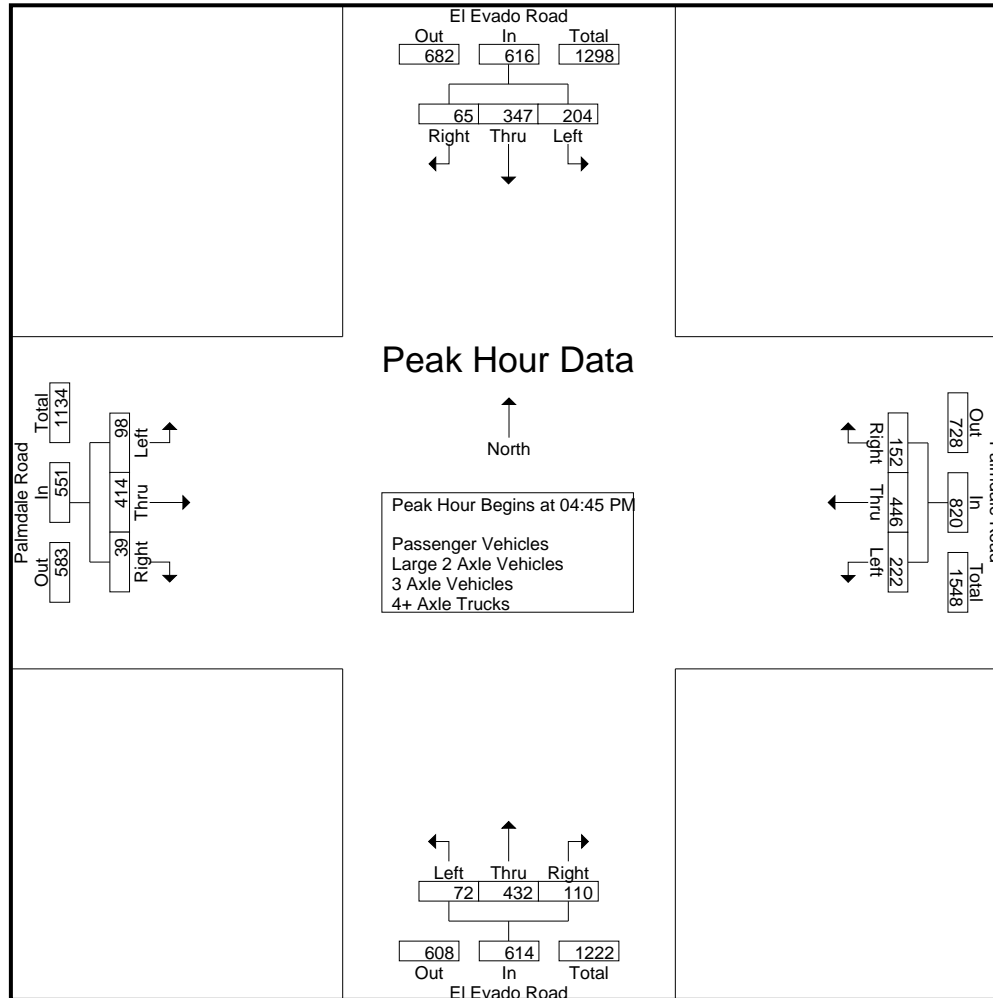 El Evado Road
Out In Total
682 616 1298
65 347 204
Right Thru Left
Peak Hour Data
North
Peak Hour Begins at 04:45 PM
Passenger Vehicles
Large 2 Axle Vehicles
3 Axle Vehicles
4+ Axle Trucks
Palmdale Road
Out In Total
583 551 1134
39 414 98
Right Thru Left
Palmdale Road
Out In Total
728 820 1548
152 446 222
Right Thru Left
Left Thru Right
72 432 110
608 614 1222
Out In Total
El Evado Road